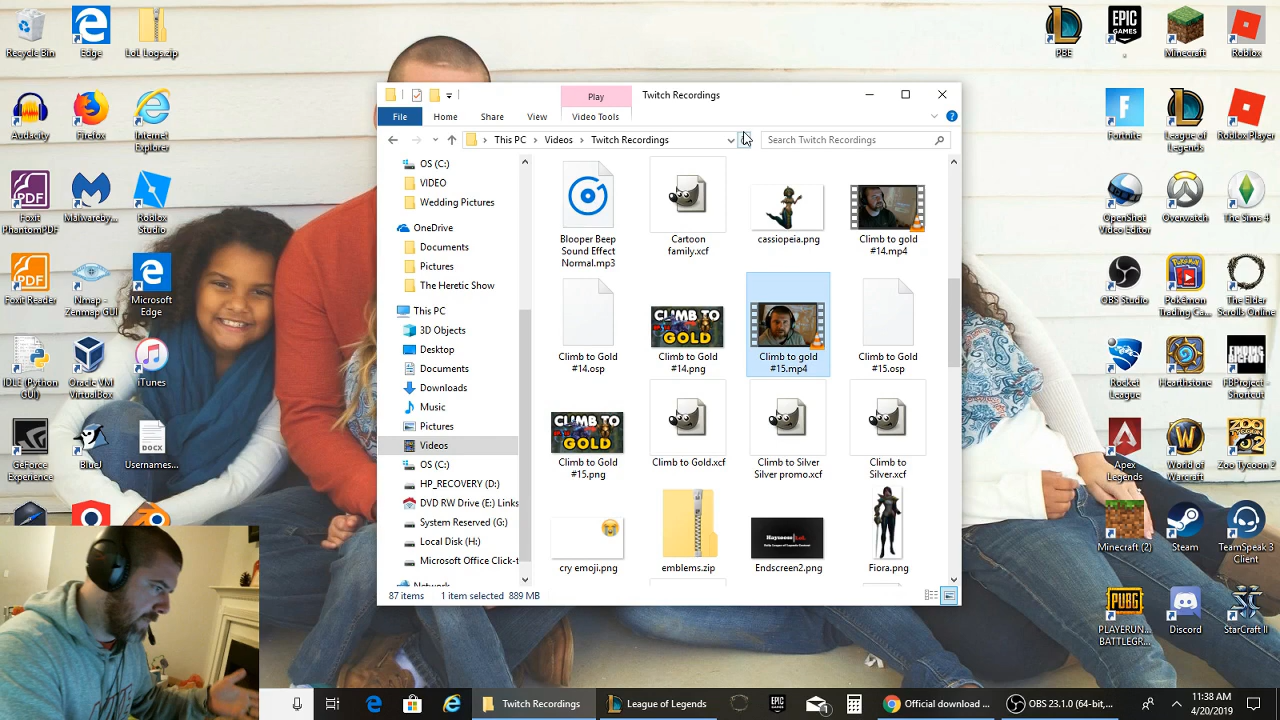 Recycle Bin
Edge
LoL Logs.zip
Audacity
Firefox
Internet
Explorer
Foxit
PhantomPDF
Malwareby...
Roblox
Studio
Foxit Reader
Nmap -
Zenmap GUI
Microsoft
Edge
IDLE (Python
GUI)
Oracle VM
VirtualBox
iTunes
GeForce
Experience
BlueJ
DOCX
Usernames...
Play
Twitch Recordings
File
Home
Share
View
Video Tools
This PC
Videos
Twitch Recordings
Search Twitch Recordings
OS (C:)
VIDEO
Wedding Pictures
OneDrive
Documents
Pictures
The Heretic Show
This PC
3D Objects
Desktop
Documents
Downloads
Music
Pictures
Videos
OS (C:)
HP_RECOVERY (D:)
DVD RW Drive (E:) Links
System Reserved (G:)
Local Disk (H:)
Microsoft Office Click-t
Network
Blooper Beep
Sound Effect
Normal.mp3
Cartoon
family.xcf
cassiopeia.png
Climb to gold
#14.mp4
Climb to Gold
#14.osp
CLIMB TO
GOLD
Climb to Gold
#14.png
Climb to gold
#15.mp4
Climb to Gold
#15.osp
CLIMB TO
GOLD
Climb to Gold
#15.png
Climb to Gold.xcf
Climb to Silver
Silver promo.xcf
Climb to
Silver.xcf
cry emoji.png
emblems.zip
Endscreen2.png
Fiora.png
87 items
1 item selected 889 MB
PBE
EPIC
GAMES
.
Minecraft
Roblox
Fortnite
League of
Legends
Roblox Player
OpenShot
Video Editor
Overwatch
The Sims 4
OBS Studio
Pokémon
Trading Ca...
The Elder
Scrolls Online
Rocket
League
Hearthstone
FINDING
BIGFOOT
FBProject -
Shortcut
Apex
Legends
World of
Warcraft
Zoo Tycoon 2
Minecraft (2)
Steam
TeamSpeak 3
Client
PUBG
PLAYERUN...
BATTLEGR...
Discord
StarCraft II
Twitch Recordings
League of Legends
EPIC
GAMES
Official download ...
OBS 23.1.0 (64-bit,...
11:38 AM
4/20/2019